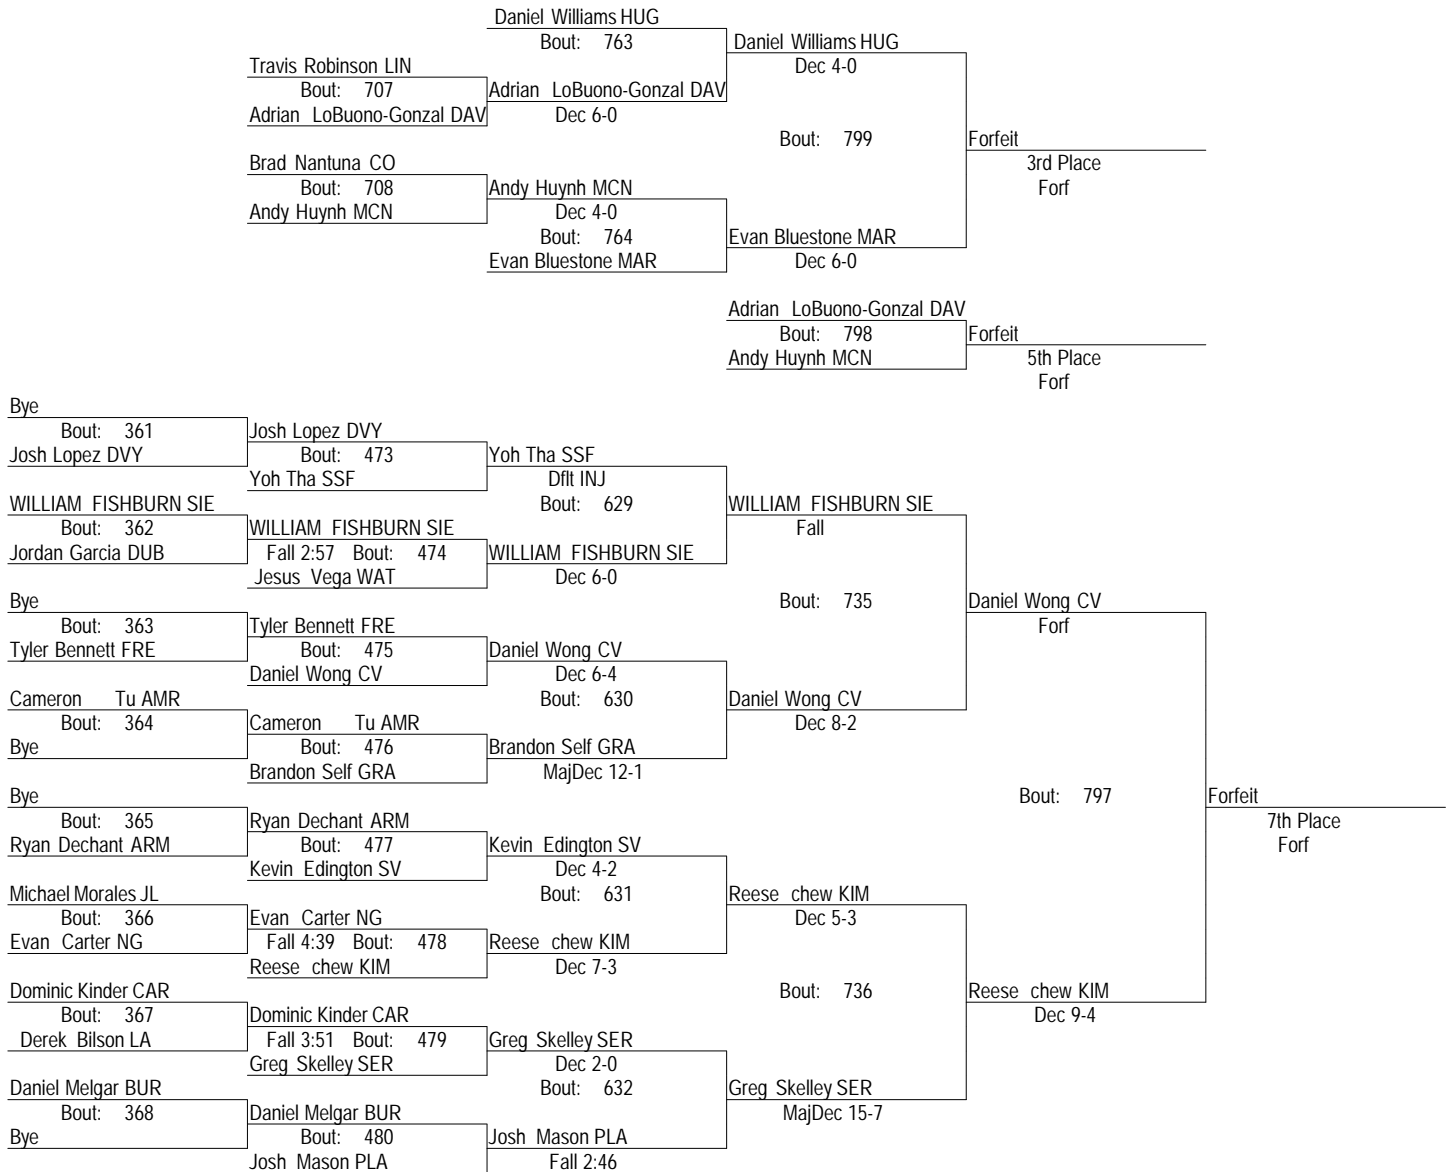 Daniel Williams HUG
Bout: 763 Daniel Williams HUG
Travis Robinson LIN Dec 4-0
Bout: 707 Adrian LoBuono-Gonzal DAV
Adrian LoBuono-Gonzal DAV Dec 6-0
Bout: 799 Forfeit
Brad Nantuna CO 3rd Place
Bout: 708 Andy Huynh MCN Forf
Andy Huynh MCN Dec 4-0
Bout: 764 Evan Bluestone MAR
Evan Bluestone MAR Dec 6-0
Adrian LoBuono-Gonzal DAV
Bout: 798 Forfeit
Andy Huynh MCN 5th Place
Forf
Bye
Bout: 361 Josh Lopez DVY
Josh Lopez DVY Bout: 473 Yoh Tha SSF
Yoh Tha SSF Dflt INJ
WILLIAM FISHBURN SIE Bout: 629 WILLIAM FISHBURN SIE
Bout: 362 WILLIAM FISHBURN SIE Fall
Jordan Garcia DUB Fall 2:57 Bout: 474 WILLIAM FISHBURN SIE
Jesus Vega WAT Dec 6-0
Bye Bout: 735 Daniel Wong CV
Bout: 363 Tyler Bennett FRE Forf
Tyler Bennett FRE Bout: 475 Daniel Wong CV
Daniel Wong CV Dec 6-4
Cameron Tu AMR Bout: 630 Daniel Wong CV
Bout: 364 Cameron Tu AMR Dec 8-2
Bye Bout: 476 Brandon Self GRA
Brandon Self GRA MajDec 12-1
Bye Bout: 797 Forfeit
Bout: 365 Ryan Dechant ARM 7th Place
Ryan Dechant ARM Bout: 477 Kevin Edington SV Forf
Kevin Edington SV Dec 4-2
Michael Morales JL Bout: 631 Reese chew KIM
Bout: 366 Evan Carter NG Dec 5-3
Evan Carter NG Fall 4:39 Bout: 478 Reese chew KIM
Reese chew KIM Dec 7-3
Dominic Kinder CAR Bout: 736 Reese chew KIM
Bout: 367 Dominic Kinder CAR Dec 9-4
Derek Bilson LA Fall 3:51 Bout: 479 Greg Skelley SER
Greg Skelley SER Dec 2-0
Daniel Melgar BUR Bout: 632 Greg Skelley SER
Bout: 368 Daniel Melgar BUR MajDec 15-7
Bye Bout: 480 Josh Mason PLA
Josh Mason PLA Fall 2:46